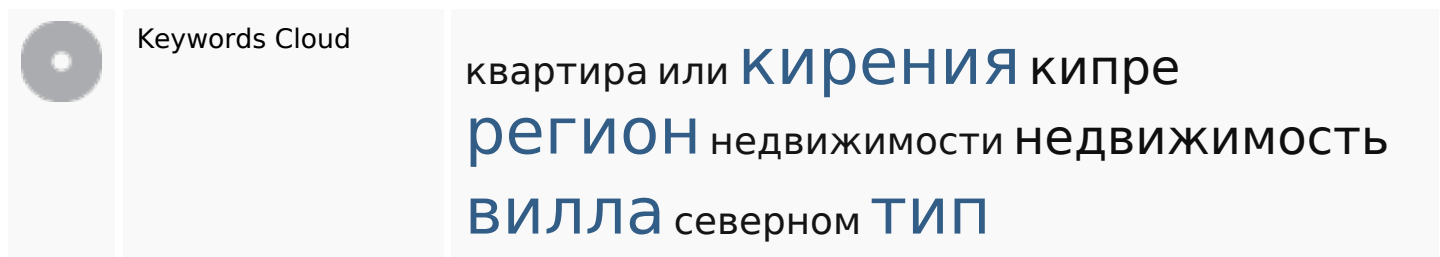 Keywords Cloud
квартира или кирения кипре
регион недвижимости недвижимость
вилла северном тип